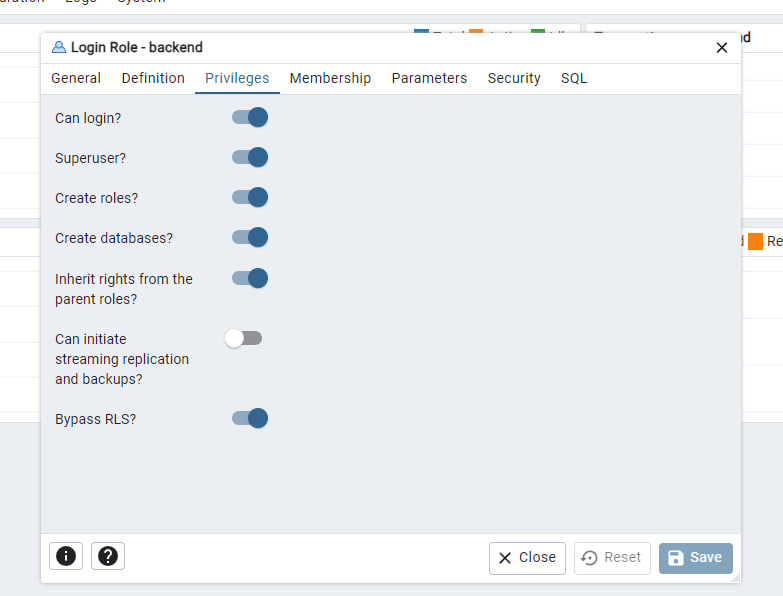 Logs
Login Role - backend
General Definition Privileges Membership Parameters Security SQL
Can login?
Superuser?
Create roles?
Create databases?
Inherit rights from the
parent roles?
Can initiate
streaming replication
and backups?
Bypass RLS?
Close Reset Save